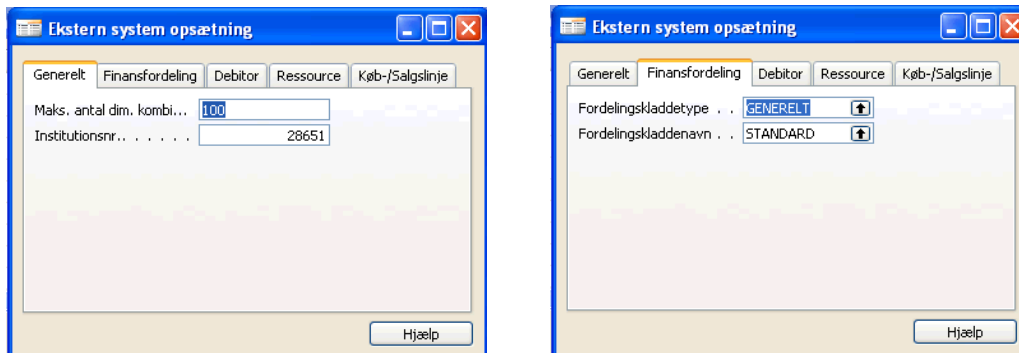 Ekstern system opsætning
Generelt Finansfordeling Debitor Ressource Køb-/Salgslinje
Maks. antal dim. kombi... 100
Institutionsnr.. . . . . . 28651
Hjælp
Ekstern system opsætning
Generelt Finansfordeling Debitor Ressource Køb-/Salgslinje
Fordelingskladdetype . . GENERELT
Fordelingskladdenavn . . STANDARD
Hjælp